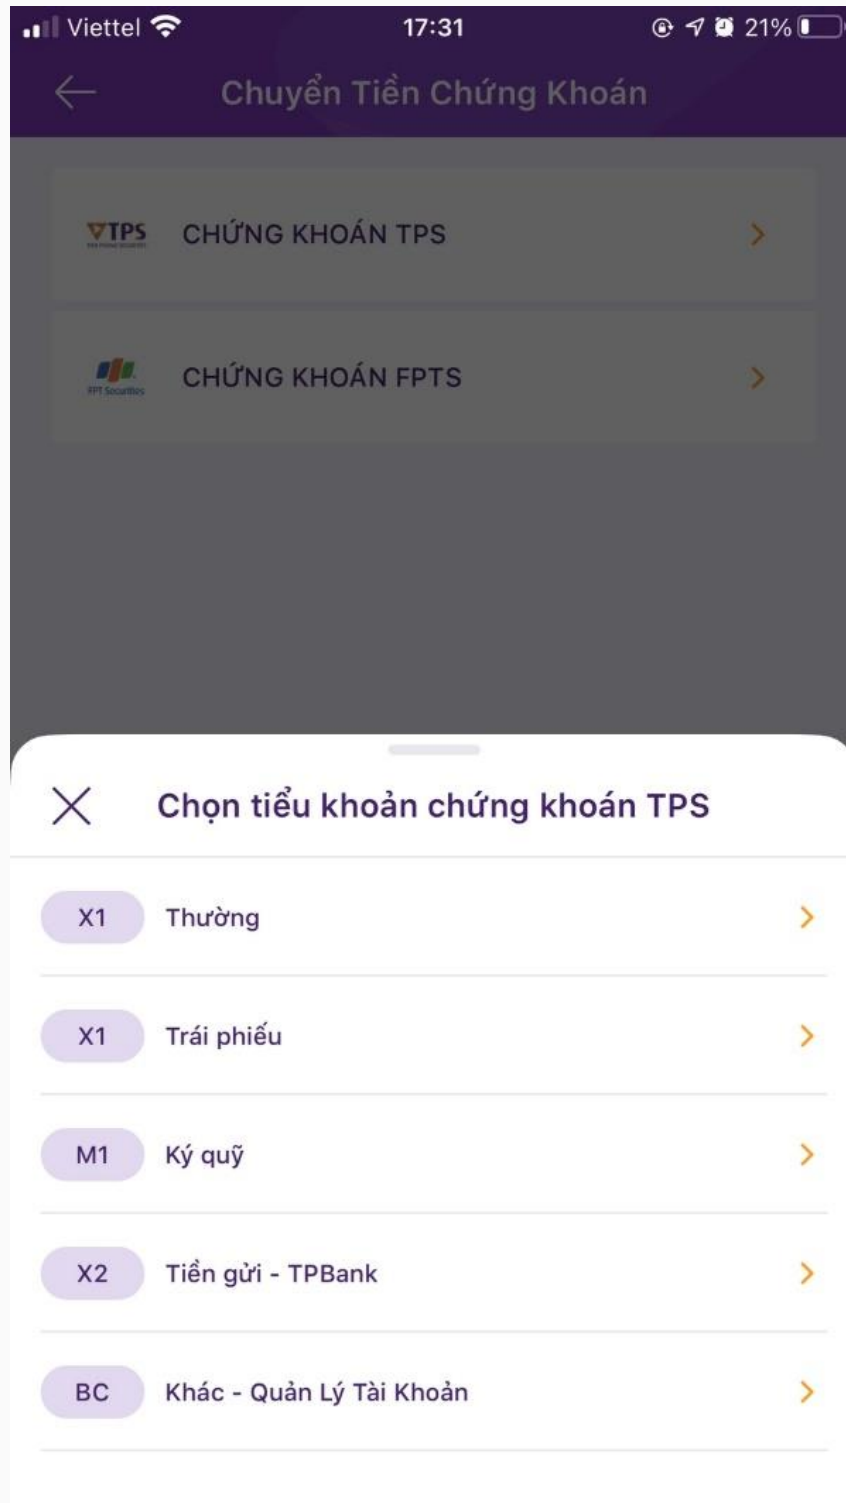 Viettel 17:31 21%
Chuyển Tiền Chứng Khoán
TPS CHỨNG KHOÁN TPS
FPT Securities CHỨNG KHOÁN FPTS
Chọn tiểu khoản chứng khoán TPS
X1 Thường
X1 Trái phiếu
M1 Ký quỹ
X2 Tiền gửi - TPBank
BC Khác - Quản Lý Tài Khoản